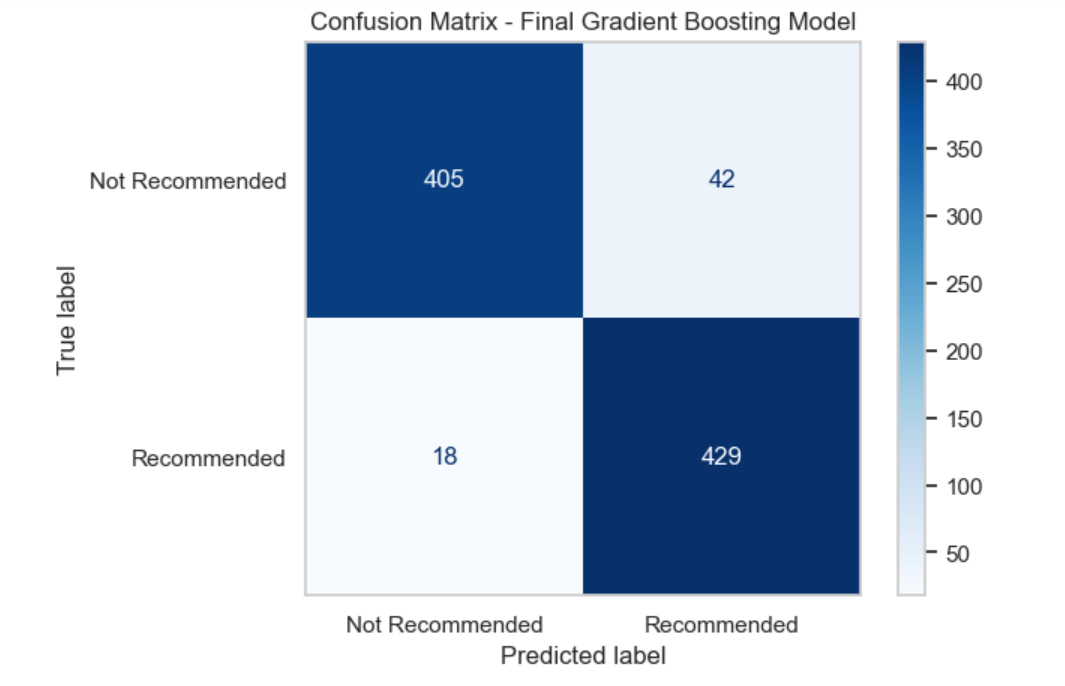 Confusion Matrix - Final Gradient Boosting Model
True label
Not Recommended
Recommended
405
42
18
429
Not Recommended
Recommended
Predicted label
400
350
300
250
200
150
100
50